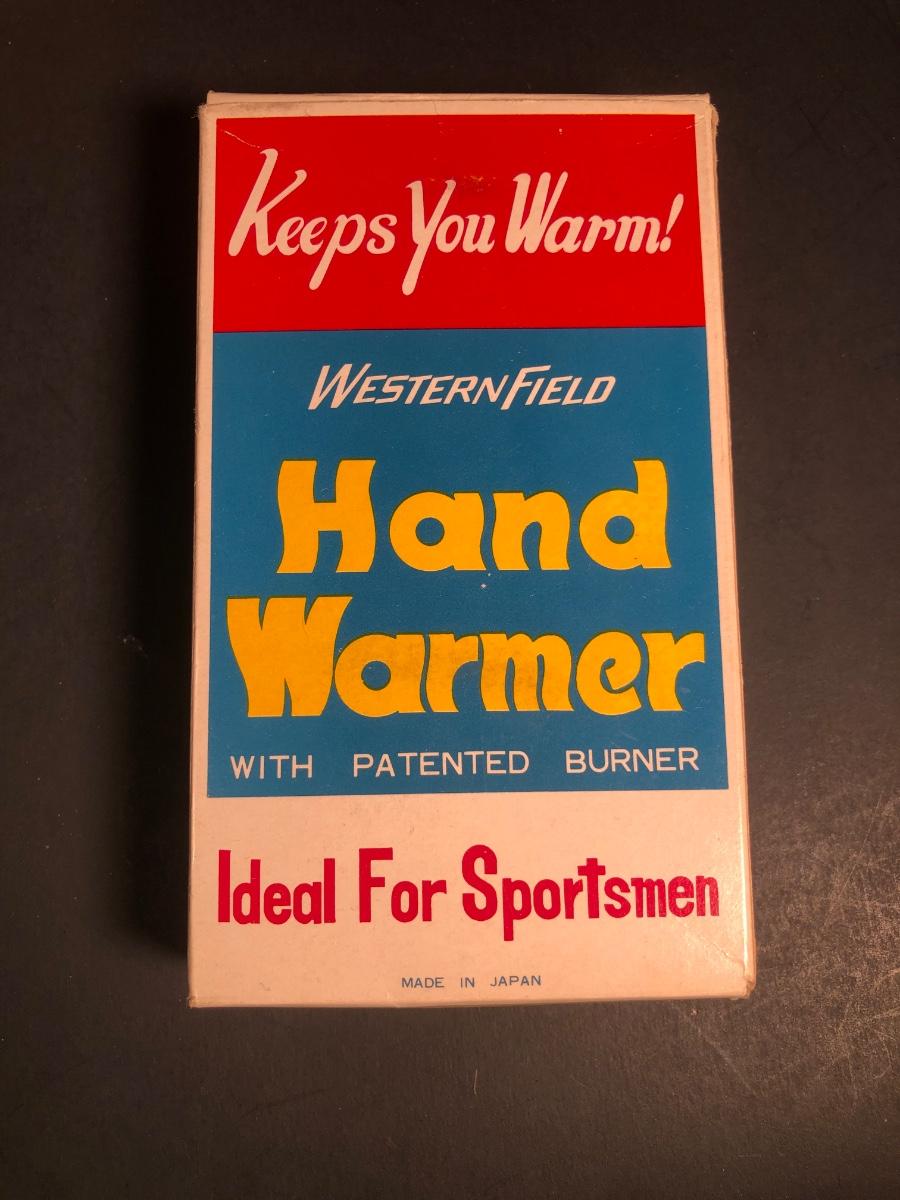 Keeps You Warm!
WESTERNFIELD
Hand
Warmer
WITH PATENTED BURNER
Ideal For Sportsmen
MADE IN JAPAN